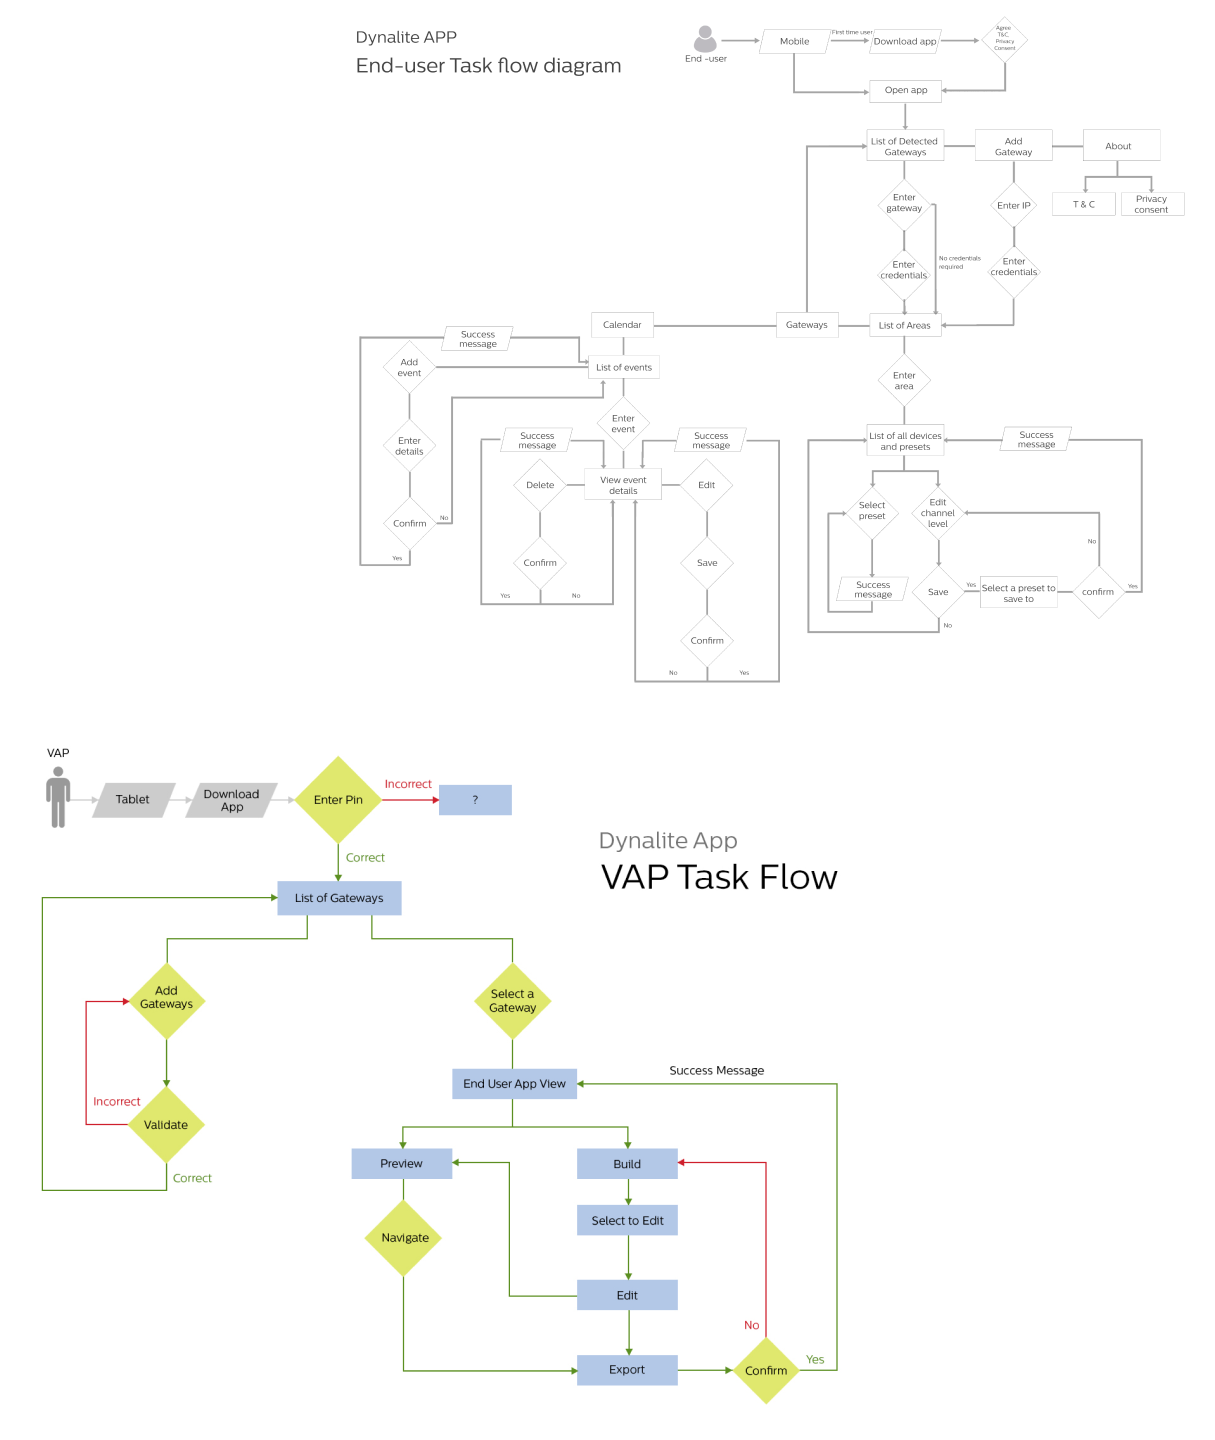 Dynalite APP
End-user Task flow diagram
End -user
Mobile
First time user
Download app
Agree
T&C,
Privacy
Consent
Open app
List of Detected
Gateways
Add
Gateway
About
Enter
gateway
Enter IP
T & C
Privacy
consent
Enter
credentials
No credentials
required
Enter
credentials
Calendar
Gateways
List of Areas
Success
message
Add
event
List of events
Enter
area
Enter
event
Enter
details
Success
message
Success
message
List of all devices
and presets
Success
message
Delete
View event
details
Edit
Select
preset
Edit
channel
level
Confirm
No
Yes
No
Confirm
Save
Success
message
Save
Yes
Select a preset to
save to
confirm
Yes
Yes
No
No
Confirm
No
Yes
VAP
Tablet
Download
App
Enter Pin
Incorrect
?
Dynalite App
VAP Task Flow
Correct
List of Gateways
Add
Gateways
Select a
Gateway
End User App View
Success Message
Incorrect
Validate
Correct
Preview
Build
Navigate
Select to Edit
Edit
No
Export
Confirm
Yes